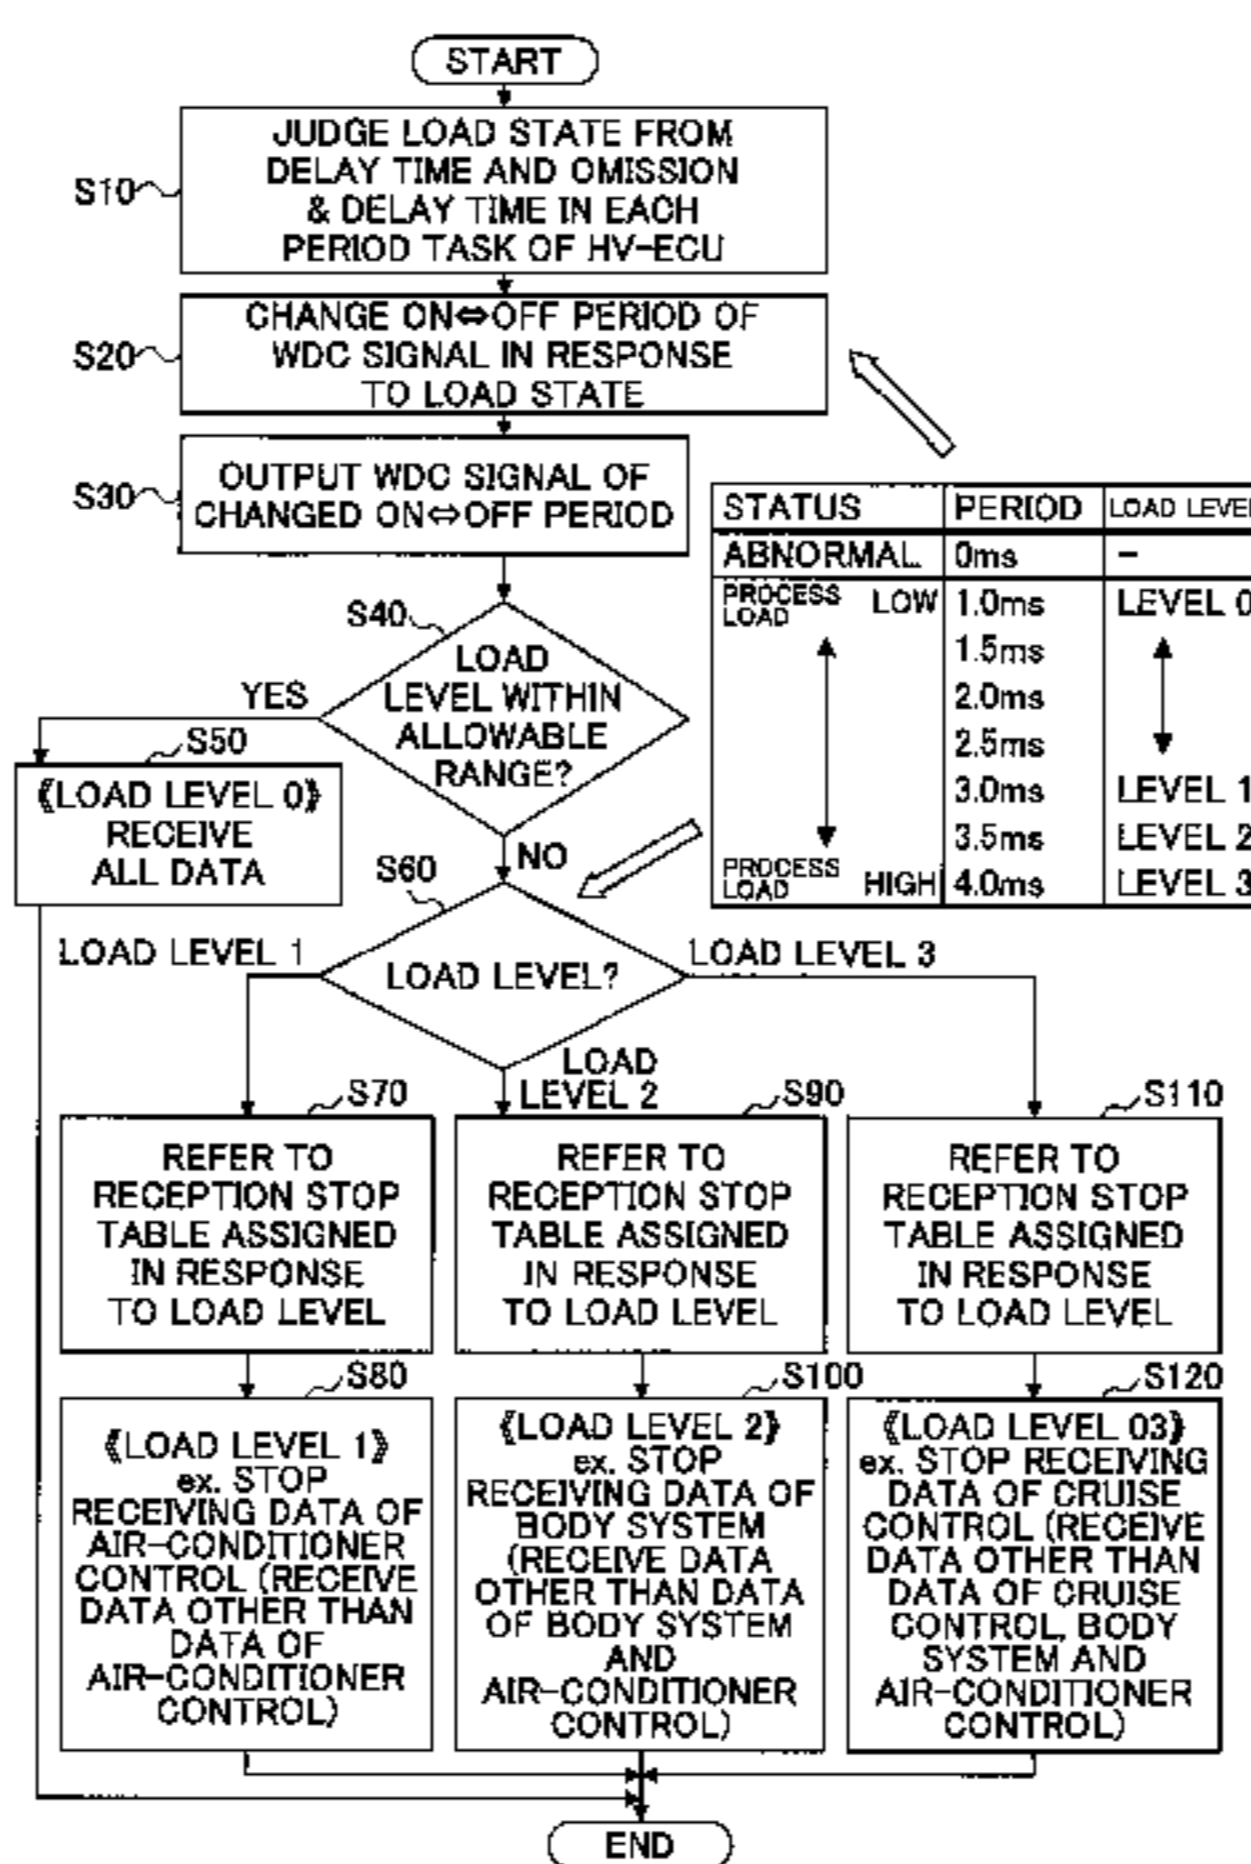 START
S10
JUDGE LOAD STATE FROM
DELAY TIME AND OMISSION
& DELAY TIME IN EACH
PERIOD TASK OF HV-ECU
S20
CHANGE ON⇔OFF PERIOD OF
WDC SIGNAL IN RESPONSE
TO LOAD STATE
S30
OUTPUT WDC SIGNAL OF
CHANGED ON⇔OFF PERIOD
STATUS PERIOD LOAD LEVEL
ABNORMAL 0ms -
PROCESS
LOAD LOW 1.0ms LEVEL 0
1.5ms
2.0ms
2.5ms
3.0ms LEVEL 1
3.5ms LEVEL 2
PROCESS
LOAD HIGH 4.0ms LEVEL 3
S40
LOAD
LEVEL WITHIN
ALLOWABLE
RANGE?
YES
NO
S50
《LOAD LEVEL 0》
RECEIVE
ALL DATA
S60
LOAD LEVEL?
LOAD LEVEL 1
LOAD
LEVEL 2
LOAD LEVEL 3
S70
REFER TO
RECEPTION STOP
TABLE ASSIGNED
IN RESPONSE
TO LOAD LEVEL
S90
REFER TO
RECEPTION STOP
TABLE ASSIGNED
IN RESPONSE
TO LOAD LEVEL
S110
REFER TO
RECEPTION STOP
TABLE ASSIGNED
IN RESPONSE
TO LOAD LEVEL
S80
《LOAD LEVEL 1》
ex. STOP
RECEIVING DATA OF
AIR-CONDITIONER
CONTROL (RECEIVE
DATA OTHER THAN
DATA OF
AIR-CONDITIONER
CONTROL)
S100
《LOAD LEVEL 2》
ex. STOP
RECEIVING DATA OF
BODY SYSTEM
(RECEIVE DATA
OTHER THAN DATA
OF BODY SYSTEM
AND
AIR-CONDITIONER
CONTROL)
S120
《LOAD LEVEL 03》
ex. STOP RECEIVING
DATA OF CRUISE
CONTROL (RECEIVE
DATA OTHER THAN
DATA OF CRUISE
CONTROL, BODY
SYSTEM AND
AIR-CONDITIONER
CONTROL)
END